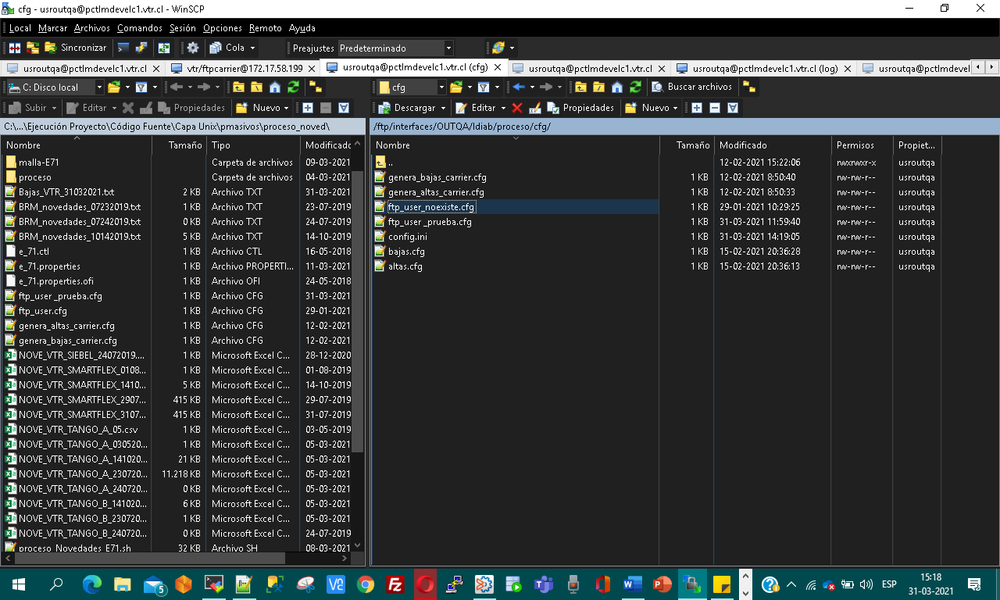 cfg - usroutqa@pctlmdevelc1.vtr.cl - WinSCP
Local Marcar Archivos Comandos Sesión Opciones Remoto Ayuda
Sincronizar Cola Preajustes Predeterminado
usroutqa@pctlmdevelc1.vtr.cl vtr/ftpcarrier@172.17.58.199 usroutqa@pctlmdevelc1.vtr.cl (cfg) usroutqa@pctlmdevelc1.vtr.cl usroutqa@pctlmdevelc1.vtr.cl (log) usroutqa@pctlmdevel
C: Disco local cfg Buscar archivos
Subir Editar Propiedades Nuevo Descargar Editar Propiedades Nuevo
C:\...\Ejecución Proyecto\Código Fuente\Capa Unix\pmasivos\proceso_noved\ /ftp/interfaces/OUTQA/Idiab/proceso/cfg/
Nombre Tamaño Tipo Modificado Nombre Tamaño Modificado Permisos Propiet...
malla-E71 Carpeta de archivos 09-03-2021 .. 12-02-2021 15:22:06 rwxrwxr-x usroutqa
proceso Carpeta de archivos 04-03-2021 genera_bajas_carrier.cfg 1 KB 12-02-2021 8:50:40 rw-rw-r-- usroutqa
Bajas_VTR_31032021.txt 2 KB Archivo TXT 31-03-2021 genera_altas_carrier.cfg 1 KB 12-02-2021 8:50:33 rw-rw-r-- usroutqa
BRM_novedades_07232019.txt 5 KB Archivo TXT 23-07-2019 ftp_user_noexiste.cfg 1 KB 29-01-2021 10:29:25 rw-rw-r-- usroutqa
BRM_novedades_07242019.txt 0 KB Archivo TXT 24-07-2019 ftp_user _prueba.cfg 1 KB 31-03-2021 11:59:40 rw-rw-r-- usroutqa
BRM_novedades_10142019.txt 5 KB Archivo TXT 14-10-2019 config.ini 1 KB 31-03-2021 14:19:05 rw-rw-r-- usroutqa
e_71.ctl 1 KB Archivo CTL 16-05-2018 bajas.cfg 1 KB 15-02-2021 20:36:28 rw-rw-r-- usroutqa
e_71.properties 1 KB Archivo PROPERTI... 11-03-2021 altas.cfg 1 KB 15-02-2021 20:36:13 rw-rw-r-- usroutqa
e_71.properties.ofi 1 KB Archivo OFI 24-05-2018
ftp_user _prueba.cfg 1 KB Archivo CFG 31-03-2021
ftp_user.cfg 1 KB Archivo CFG 29-01-2021
genera_altas_carrier.cfg 1 KB Archivo CFG 12-02-2021
genera_bajas_carrier.cfg 1 KB Archivo CFG 12-02-2021
NOVE_VTR_SIEBEL_24072019.... 1 KB Microsoft Excel C... 28-12-2020
NOVE_VTR_SMARTFLEX_0108... 1 KB Microsoft Excel C... 01-08-2019
NOVE_VTR_SMARTFLEX_1410... 5 KB Microsoft Excel C... 14-10-2019
NOVE_VTR_SMARTFLEX_2907... 415 KB Microsoft Excel C... 29-07-2019
NOVE_VTR_SMARTFLEX_3107... 415 KB Microsoft Excel C... 31-07-2019
NOVE_VTR_TANGO_A_05.csv 1 KB Microsoft Excel C... 03-05-2019
NOVE_VTR_TANGO_A_030520... 1 KB Microsoft Excel C... 05-03-2021
NOVE_VTR_TANGO_A_141020... 21 KB Microsoft Excel C... 05-03-2021
NOVE_VTR_TANGO_A_230720... 11.218 KB Microsoft Excel C... 05-03-2021
NOVE_VTR_TANGO_A_240720... 0 KB Microsoft Excel C... 05-03-2021
NOVE_VTR_TANGO_B_141020... 6 KB Microsoft Excel C... 05-03-2021
NOVE_VTR_TANGO_B_230720... 1 KB Microsoft Excel C... 05-03-2021
NOVE_VTR_TANGO_B_240720... 0 KB Microsoft Excel C... 24-07-2019
proceso_Novedades_E71.sh 32 KB Archivo SH 08-03-2021
5 ESP 15:18
31-03-2021